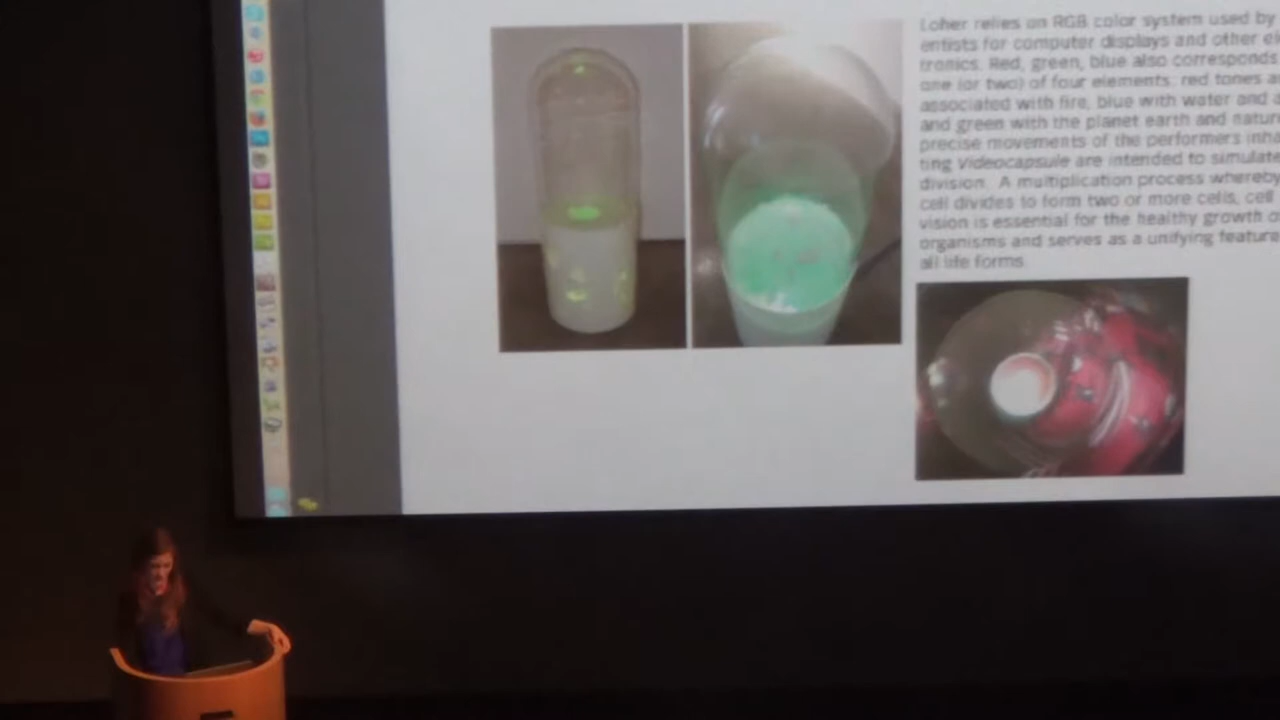 Loher relies on RGB color system used by
entists for computer displays and other el
tronics. Red, green, blue also corresponds
one (or two) of four elements: red tones a
associated with fire, blue with water and a
and green with the planet earth and natur
precise movements of the performers inha
ting Videocapsule are intended to simulate
division. A multiplication process whereby
cell divides to form two or more cells, cell
vision is essential for the healthy growth o
organisms and serves as a unifying feature
all life forms.